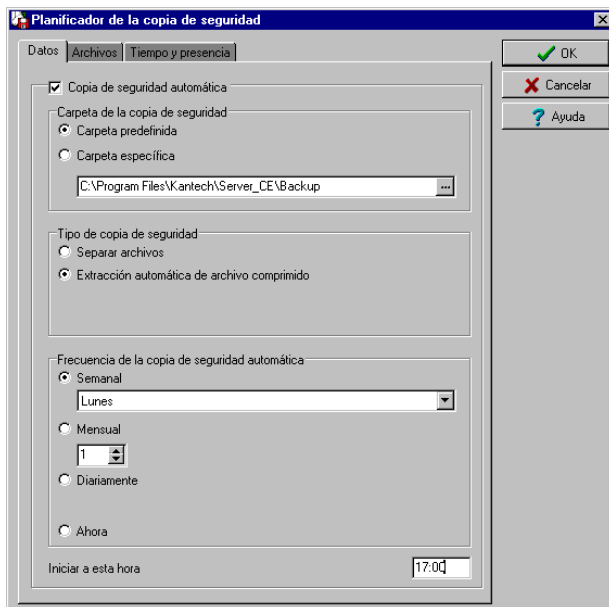 Planificador de la copia de seguridad
Datos Archivos Tiempo y presencia
OK
Cancelar
Ayuda
Copia de seguridad automática
Carpeta de la copia de seguridad
Carpeta predefinida
Carpeta específica
C:\Program Files\Kantech\Server_CE\Backup ...
Tipo de copia de seguridad
Separar archivos
Extracción automática de archivo comprimido
Frecuencia de la copia de seguridad automática
Semanal
Lunes
Mensual
1
Diariamente
Ahora
Iniciar a esta hora 17:00